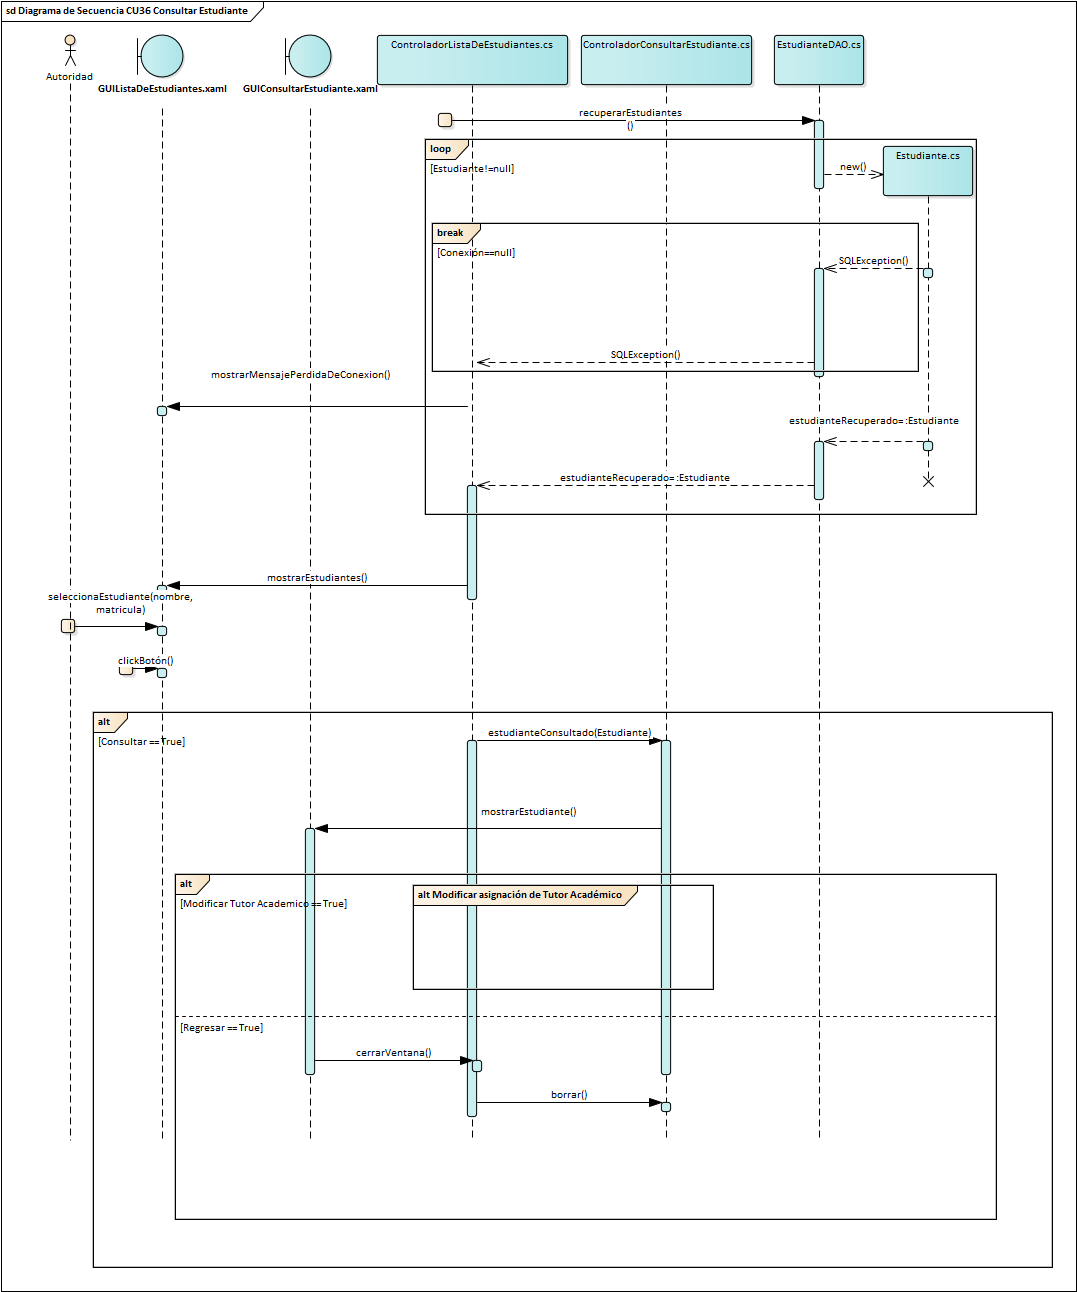 sd Diagrama de Secuencia CU36 Consultar Estudiante
Autoridad
GUIListaDeEstudiantes.xaml
GUIConsultarEstudiante.xaml
ControladorListaDeEstudiantes.cs
ControladorConsultarEstudiante.cs
EstudianteDAO.cs
recuperarEstudiantes
()
loop
[Estudiante!=null]
Estudiante.cs
new()
break
[Conexión==null]
SQLException()
SQLException()
mostrarMensajePerdidaDeConexion()
estudianteRecuperado= :Estudiante
estudianteRecuperado= :Estudiante
mostrarEstudiantes()
seleccionaEstudiante(nombre,
matricula)
clickBotón()
alt
[Consultar ==True]
estudianteConsultado(Estudiante)
mostrarEstudiante()
alt
[Modificar Tutor Academico ==True]
alt Modificar asignación de Tutor Académico
[Regresar ==True]
cerrarVentana()
borrar()